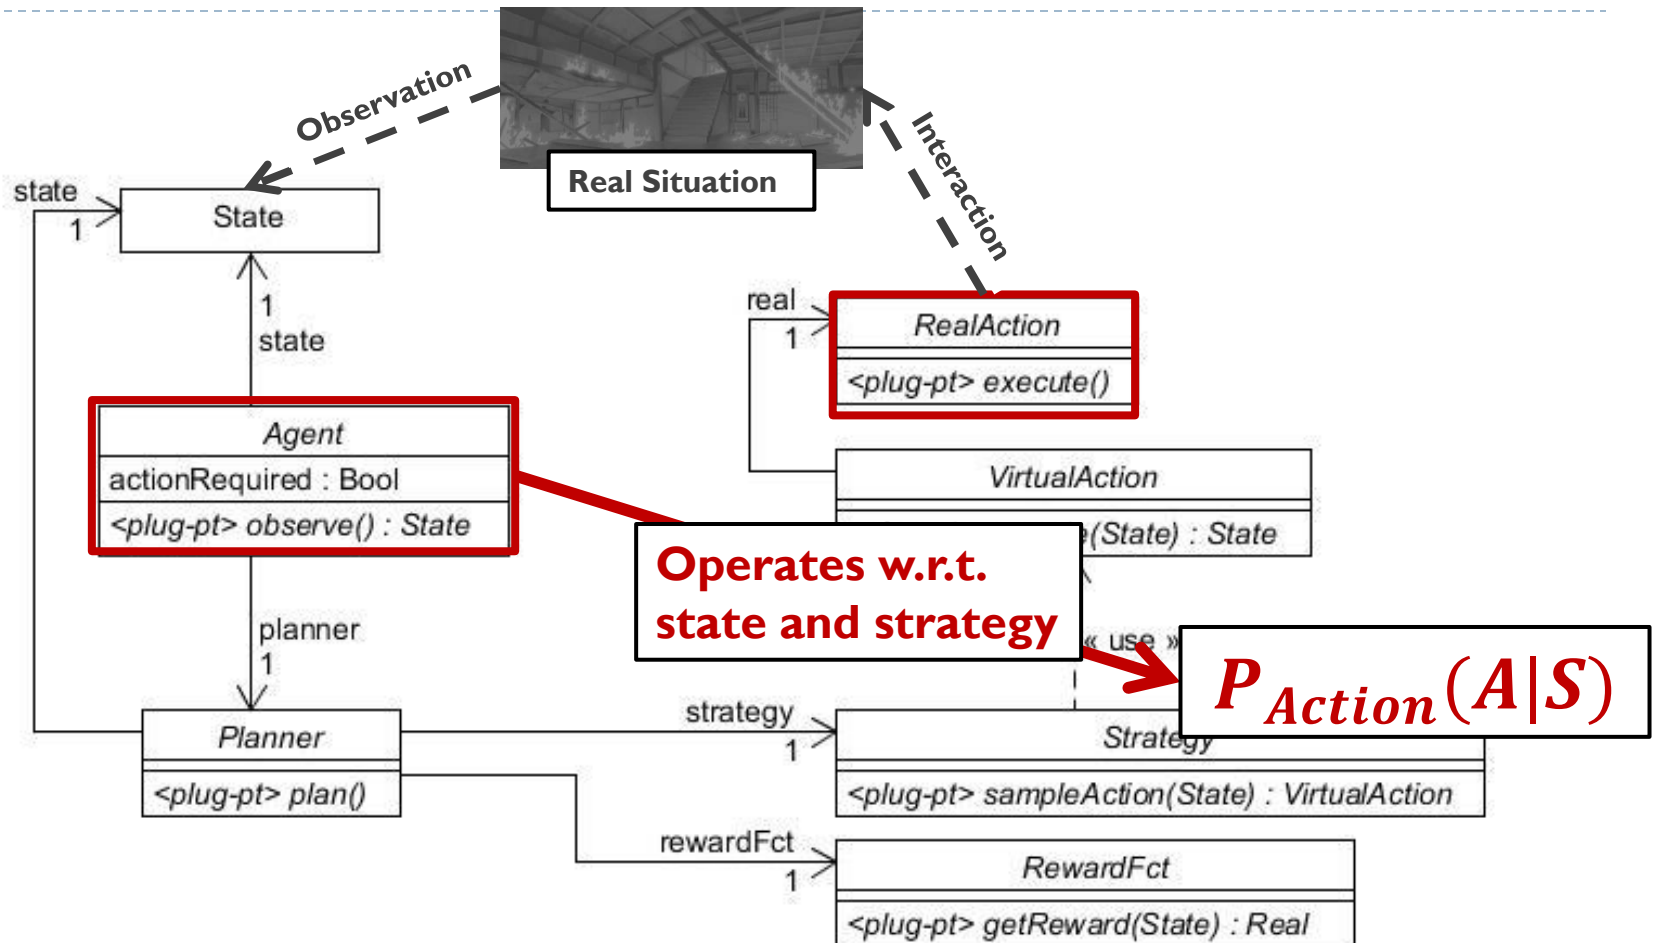 Observation
Interaction
Real Situation
state
1
State
1
state
real
1
RealAction
<plug-pt> execute()
Agent
actionRequired : Bool
<plug-pt> observe() : State
VirtualAction
(State) : State
Operates w.r.t.
state and strategy
planner
1
« use »
P_Action(A|S)
Planner
<plug-pt> plan()
strategy
1
Strategy
<plug-pt> sampleAction(State) : VirtualAction
rewardFct
1
RewardFct
<plug-pt> getReward(State) : Real